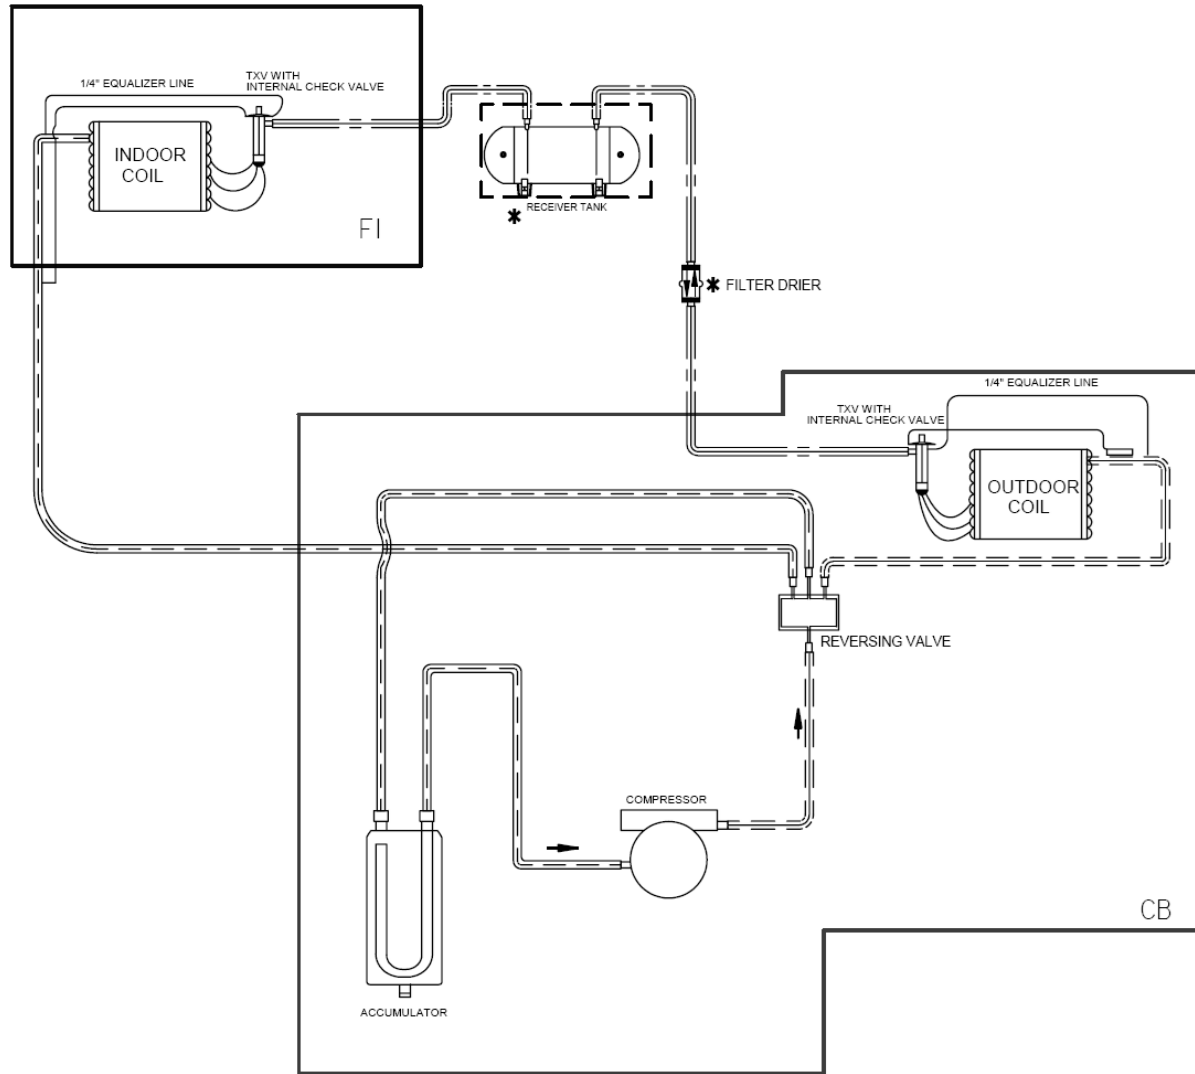 1/4" EQUALIZER LINE
TXV WITH
INTERNAL CHECK VALVE
INDOOR
COIL
FI
* RECEIVER TANK
* FILTER DRIER
1/4" EQUALIZER LINE
TXV WITH
INTERNAL CHECK VALVE
OUTDOOR
COIL
REVERSING VALVE
COMPRESSOR
CB
ACCUMULATOR